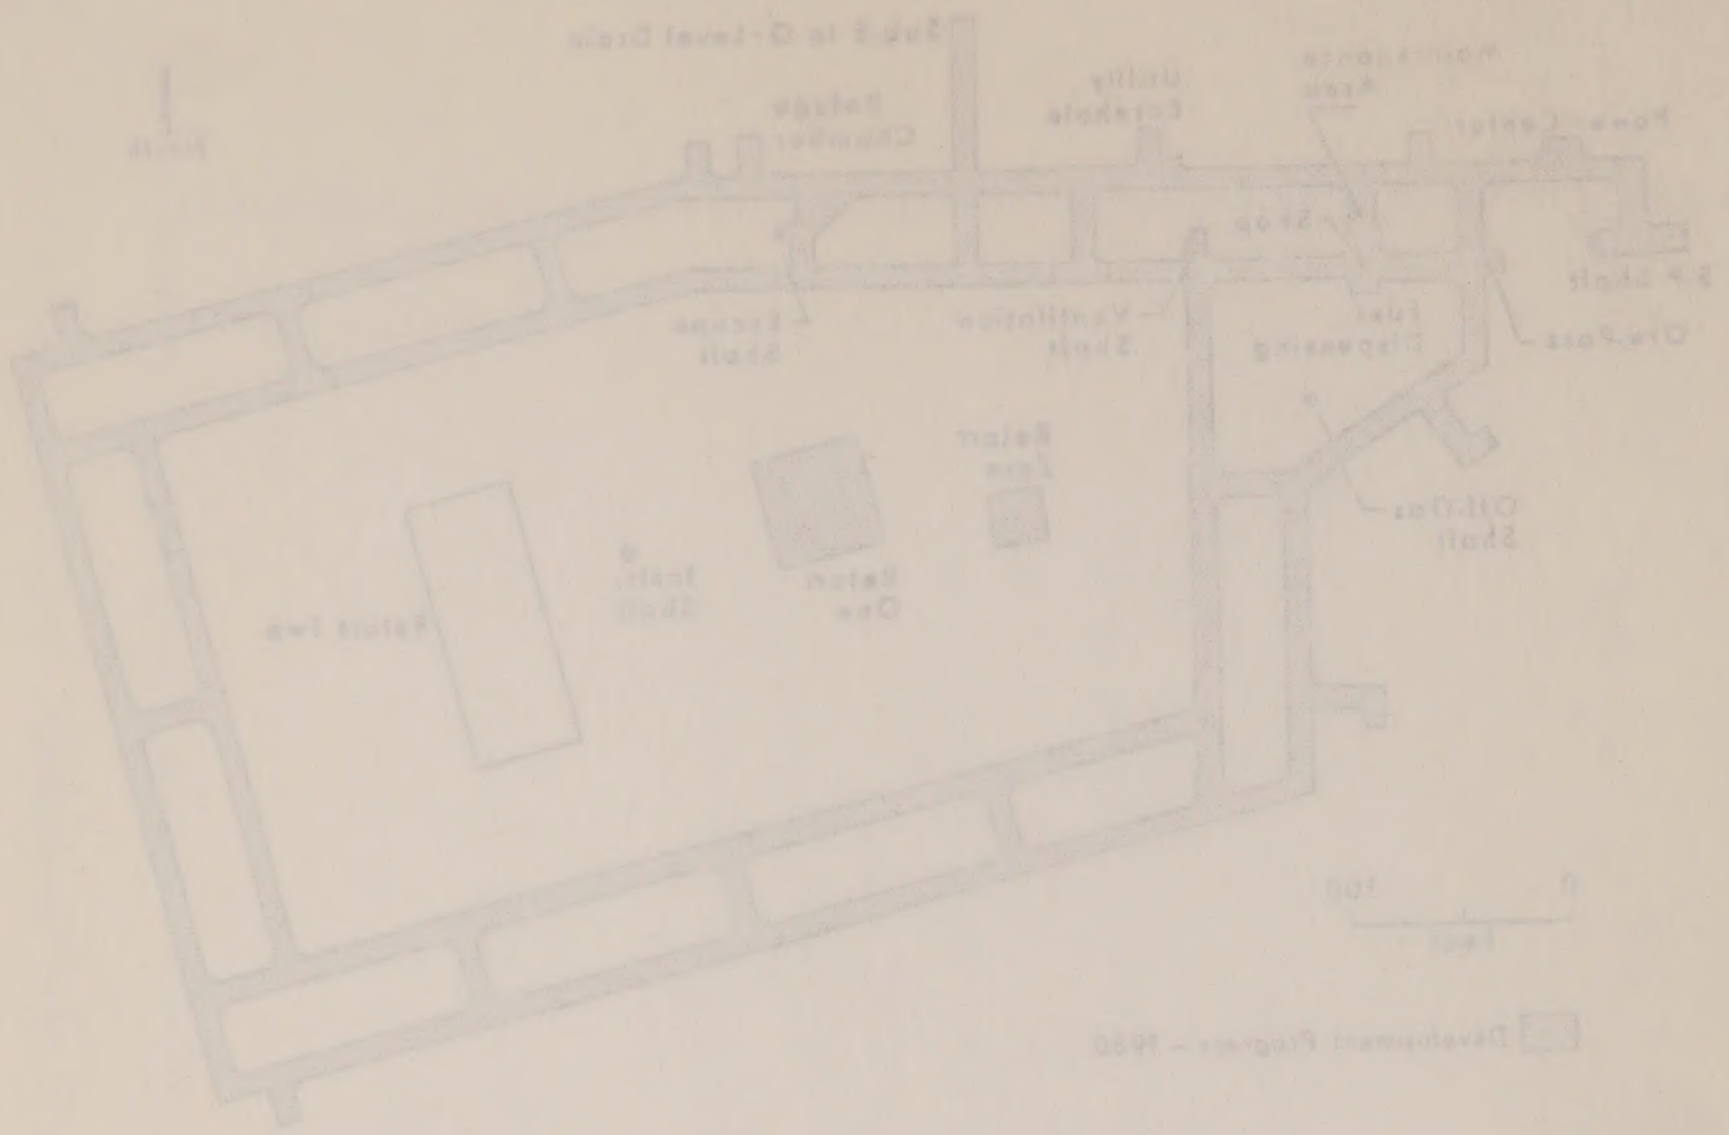 Sub E to G-Level Drain
Maintenance
Area
Utility
Borehole
Refuge
Chamber
Power Center
North
Shop
S·P Shaft
Ore Pass
Fuel
Dispensing
Ventilation
Shaft
Escape
Shaft
Retort
Zero
Off-Gas
Shaft
Retort
One
Instr.
Shaft
Retort Two
0 100
Feet
Development Progress – 1980